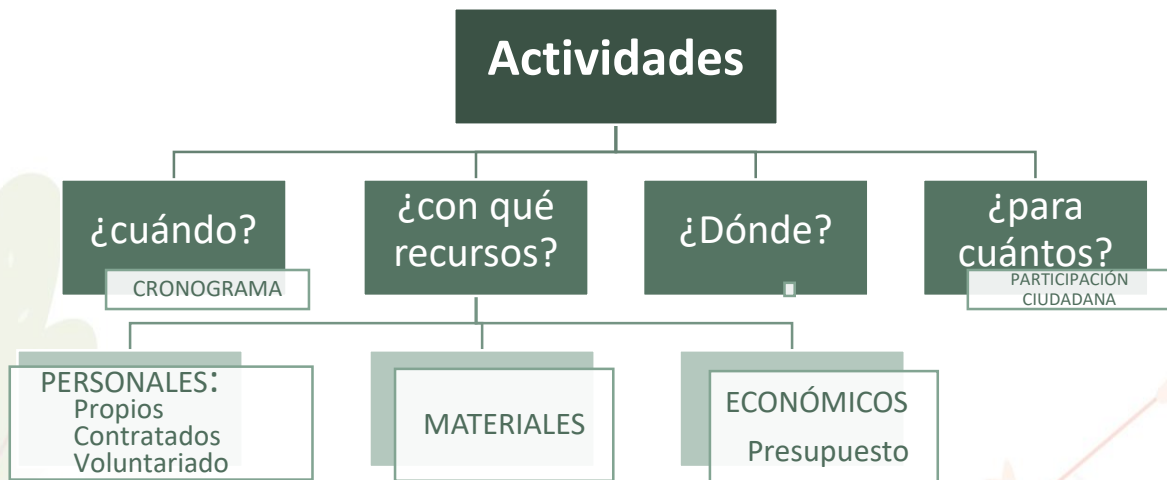 Actividades
¿cuándo?
CRONOGRAMA
¿con qué
recursos?
¿Dónde?
¿para
cuántos?
PARTICIPACIÓN
CIUDADANA
PERSONALES:
Propios
Contratados
Voluntariado
MATERIALES
ECONÓMICOS
Presupuesto